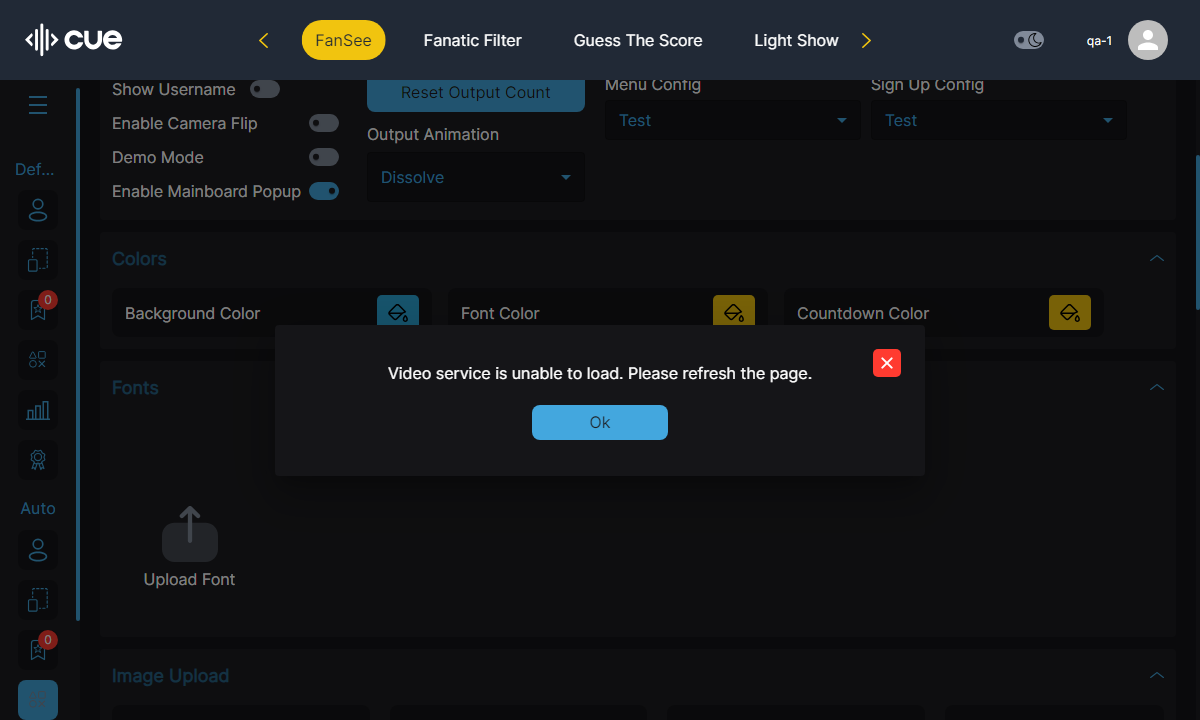 cue
FanSee
Fanatic Filter
Guess The Score
Light Show
qa-1
Def...
0
Auto
0
Show Username
Enable Camera Flip
Demo Mode
Enable Mainboard Popup
Reset Output Count
Output Animation
Dissolve
Menu Config
Test
Sign Up Config
Test
Colors
Background Color
Font Color
Countdown Color
Fonts
Video service is unable to load. Please refresh the page.
Ok
Upload Font
Image Upload